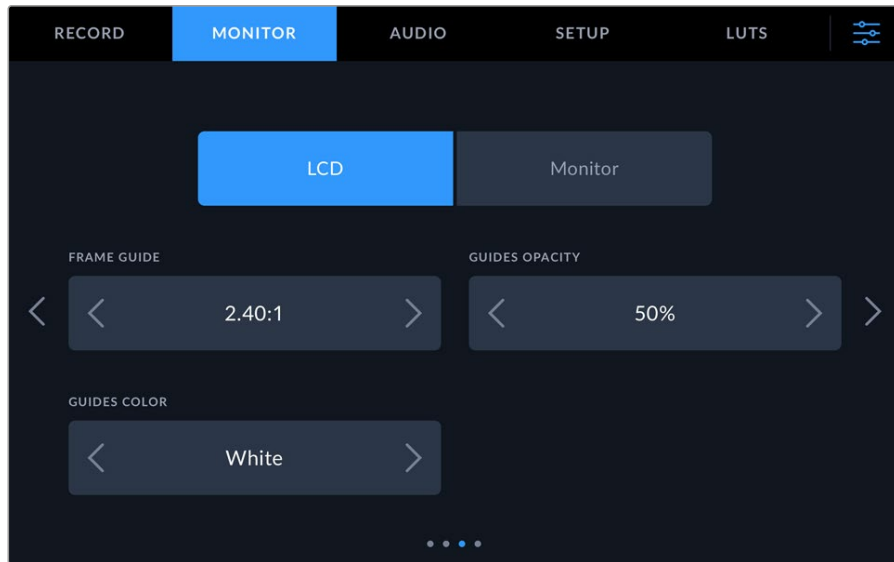 RECORD MONITOR AUDIO SETUP LUTS
LCD Monitor
FRAME GUIDE GUIDES OPACITY
2.40:1 50%
GUIDES COLOR
White